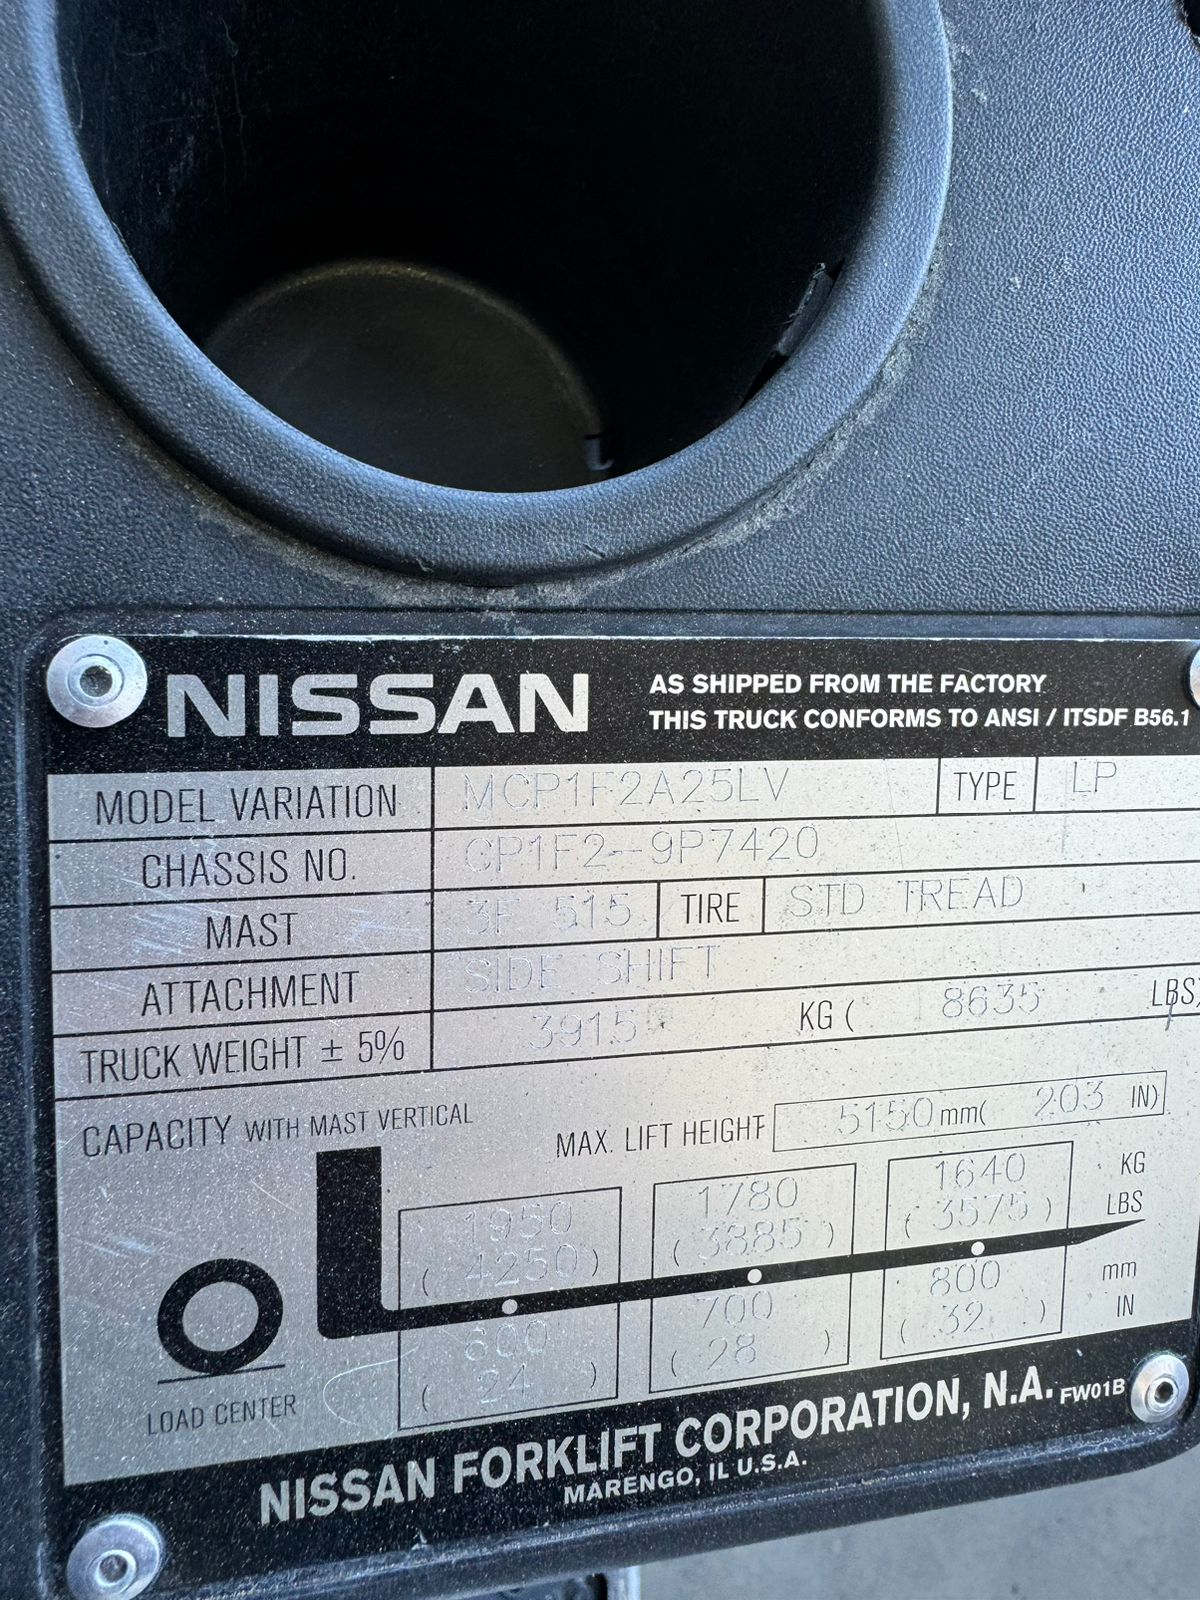 NISSAN
AS SHIPPED FROM THE FACTORY
THIS TRUCK CONFORMS TO ANSI / ITSDF B56.1
MODEL VARIATION MCP1F2A25LV TYPE LP
CHASSIS NO. CP1F2-9P7420
MAST 3F 515 TIRE STD TREAD
ATTACHMENT SIDE SHIFT
TRUCK WEIGHT ± 5% 3915 KG ( 8635 LBS)
CAPACITY WITH MAST VERTICAL
MAX. LIFT HEIGHT 5150 mm( 203 IN)
1950 1780 1640 KG
( 4250 ) ( 3885 ) ( 3575 ) LBS
600 700 800 mm
( 24 ) ( 28 ) ( 32 ) IN
LOAD CENTER
NISSAN FORKLIFT CORPORATION, N.A. FW01B
MARENGO, IL U.S.A.